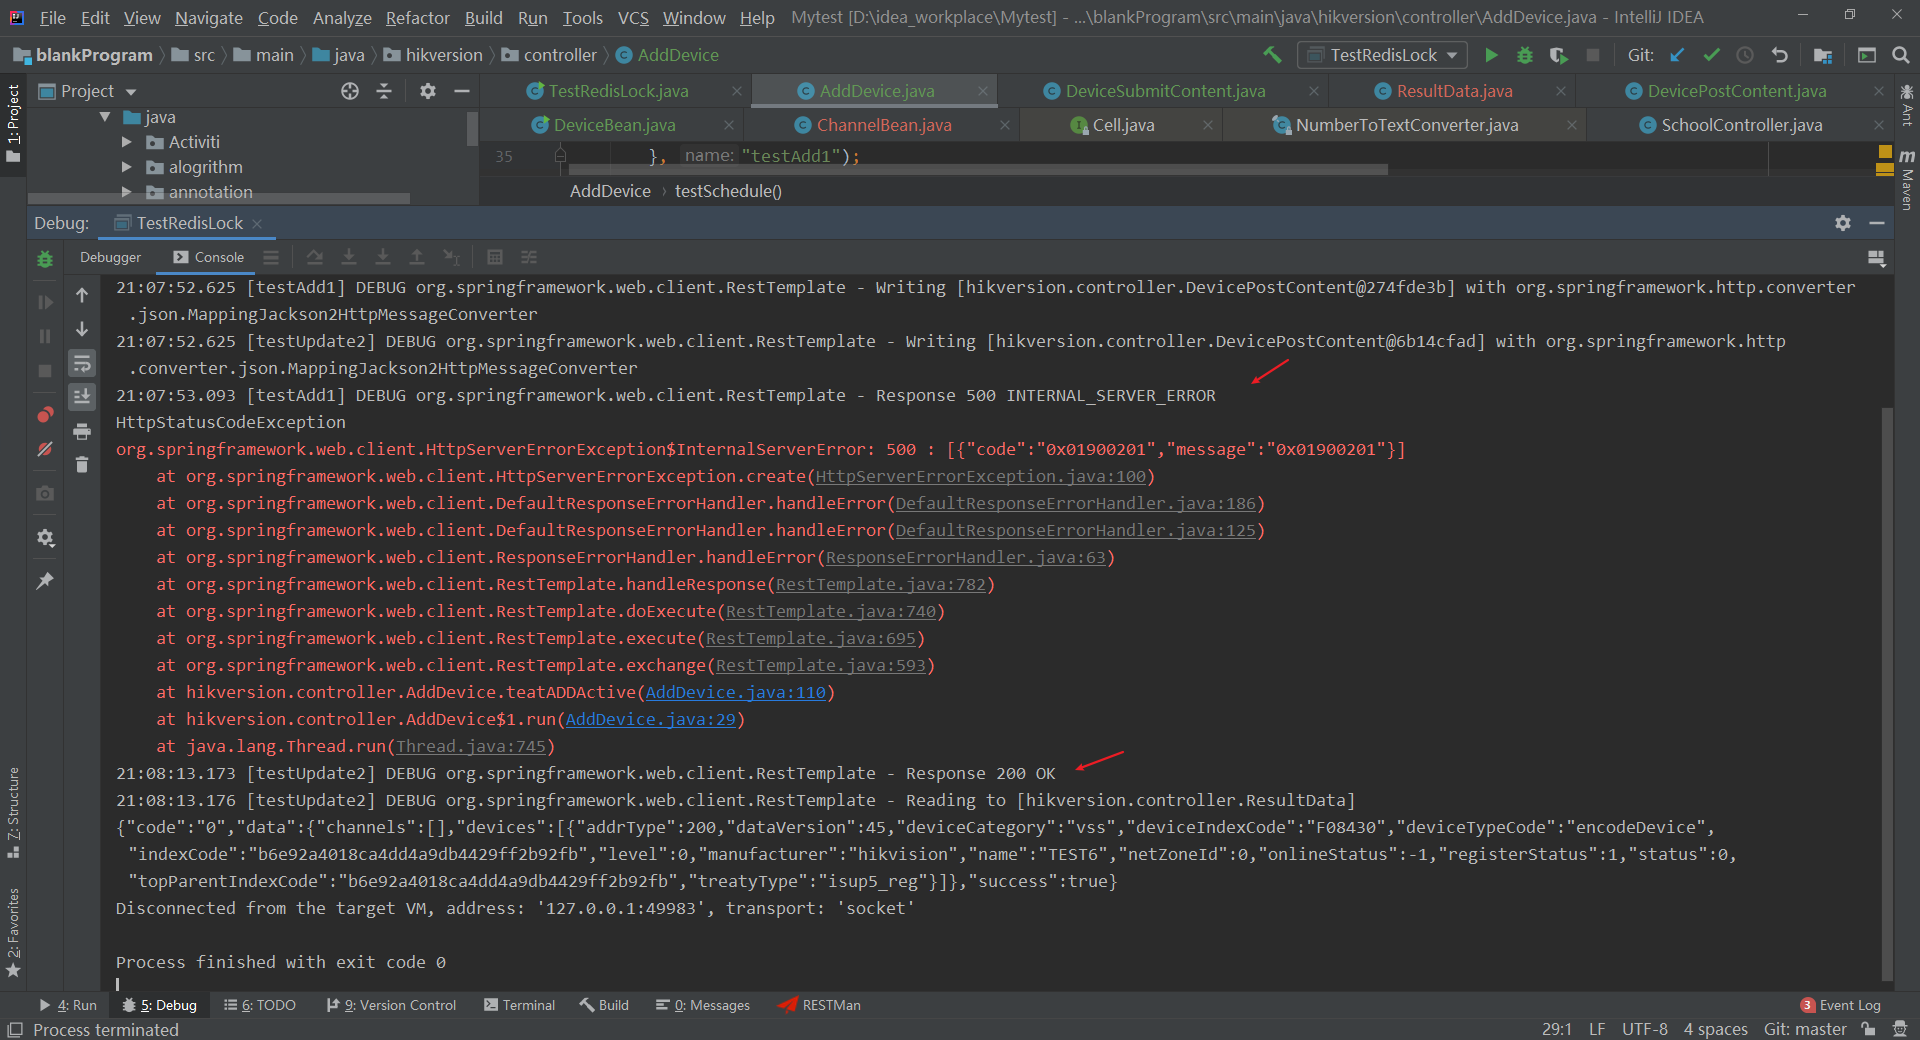 File Edit View Navigate Code Analyze Refactor Build Run Tools VCS Window Help Mytest [D:\idea_workplace\Mytest] - ...\blankProgram\src\main\java\hikversion\controller\AddDevice.java - IntelliJ IDEA
blankProgram src main java hikversion controller AddDevice TestRedisLock Git:
Project TestRedisLock.java AddDevice.java DeviceSubmitContent.java ResultData.java DevicePostContent.java
java DeviceBean.java ChannelBean.java Cell.java NumberToTextConverter.java SchoolController.java
Activiti
35 }, name: "testAdd1");
alogrithm
annotation
AddDevice › testSchedule()
1: Project
Ant
Maven
Debug: TestRedisLock
Debugger Console
21:07:52.625 [testAdd1] DEBUG org.springframework.web.client.RestTemplate - Writing [hikversion.controller.DevicePostContent@274fde3b] with org.springframework.http.converter
.json.MappingJackson2HttpMessageConverter
21:07:52.625 [testUpdate2] DEBUG org.springframework.web.client.RestTemplate - Writing [hikversion.controller.DevicePostContent@6b14cfad] with org.springframework.http
.converter.json.MappingJackson2HttpMessageConverter
21:07:53.093 [testAdd1] DEBUG org.springframework.web.client.RestTemplate - Response 500 INTERNAL_SERVER_ERROR
HttpStatusCodeException
org.springframework.web.client.HttpServerErrorException$InternalServerError: 500 : [{"code":"0x01900201","message":"0x01900201"}]
at org.springframework.web.client.HttpServerErrorException.create(HttpServerErrorException.java:100)
at org.springframework.web.client.DefaultResponseErrorHandler.handleError(DefaultResponseErrorHandler.java:186)
at org.springframework.web.client.DefaultResponseErrorHandler.handleError(DefaultResponseErrorHandler.java:125)
at org.springframework.web.client.ResponseErrorHandler.handleError(ResponseErrorHandler.java:63)
at org.springframework.web.client.RestTemplate.handleResponse(RestTemplate.java:782)
at org.springframework.web.client.RestTemplate.doExecute(RestTemplate.java:740)
at org.springframework.web.client.RestTemplate.execute(RestTemplate.java:695)
at org.springframework.web.client.RestTemplate.exchange(RestTemplate.java:593)
at hikversion.controller.AddDevice.teatADDActive(AddDevice.java:110)
at hikversion.controller.AddDevice$1.run(AddDevice.java:29)
at java.lang.Thread.run(Thread.java:745)
21:08:13.173 [testUpdate2] DEBUG org.springframework.web.client.RestTemplate - Response 200 OK
21:08:13.176 [testUpdate2] DEBUG org.springframework.web.client.RestTemplate - Reading to [hikversion.controller.ResultData]
{"code":"0","data":{"channels":[],"devices":[{"addrType":200,"dataVersion":45,"deviceCategory":"vss","deviceIndexCode":"F08430","deviceTypeCode":"encodeDevice",
"indexCode":"b6e92a4018ca4dd4a9db4429ff2b92fb","level":0,"manufacturer":"hikvision","name":"TEST6","netZoneId":0,"onlineStatus":-1,"registerStatus":1,"status":0,
"topParentIndexCode":"b6e92a4018ca4dd4a9db4429ff2b92fb","treatyType":"isup5_reg"}]},"success":true}
Disconnected from the target VM, address: '127.0.0.1:49983', transport: 'socket'
Process finished with exit code 0
7: Structure
2: Favorites
4: Run 5: Debug 6: TODO 9: Version Control Terminal Build 0: Messages RESTMan 3 Event Log
Process terminated 29:1 LF UTF-8 4 spaces Git: master